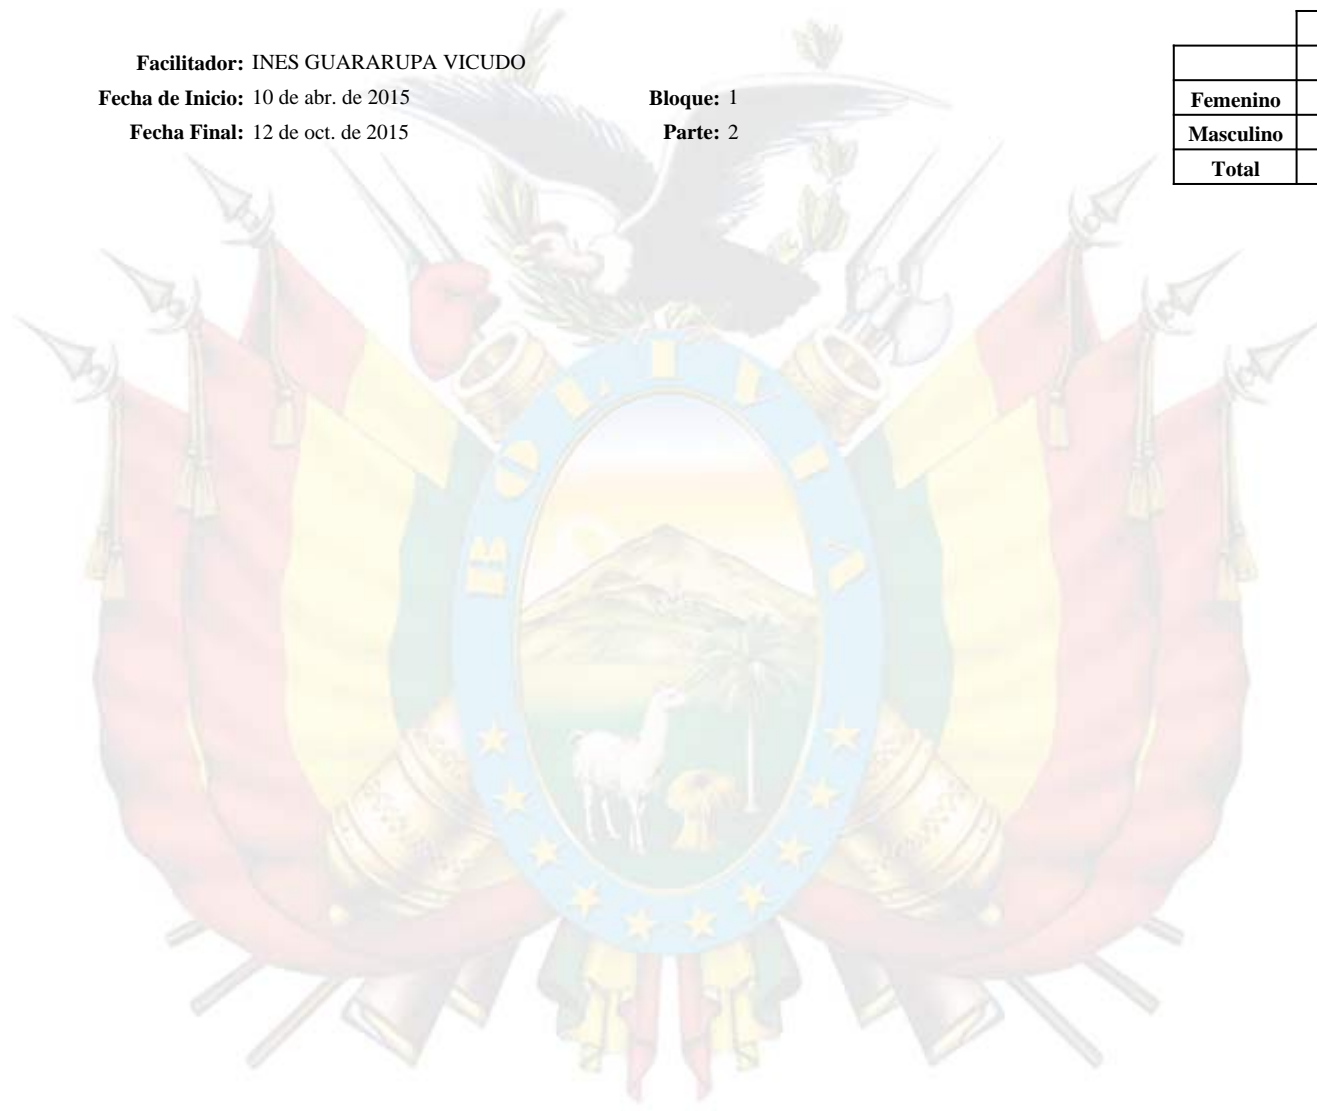 Facilitador: INES GUARARUPA VICUDO
Fecha de Inicio: 10 de abr. de 2015 Bloque: 1
Fecha Final: 12 de oct. de 2015 Parte: 2
Femenino
Masculino
Total
BOLIVIA